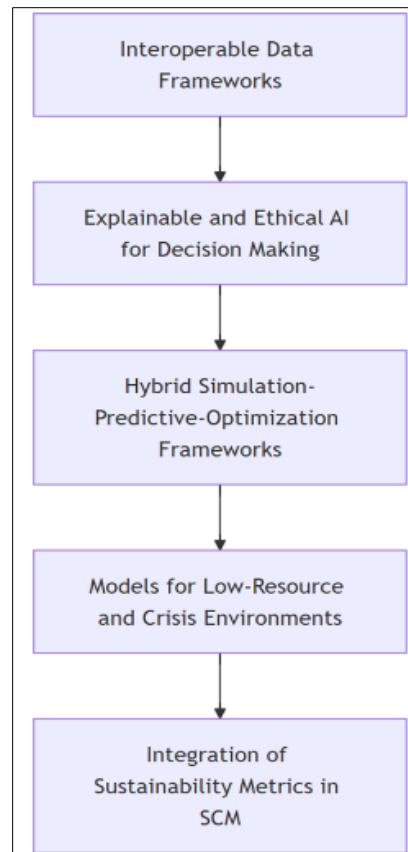 Interoperable Data
Frameworks
Explainable and Ethical AI
for Decision Making
Hybrid Simulation-
Predictive-Optimization
Frameworks
Models for Low-Resource
and Crisis Environments
Integration of
Sustainability Metrics in
SCM